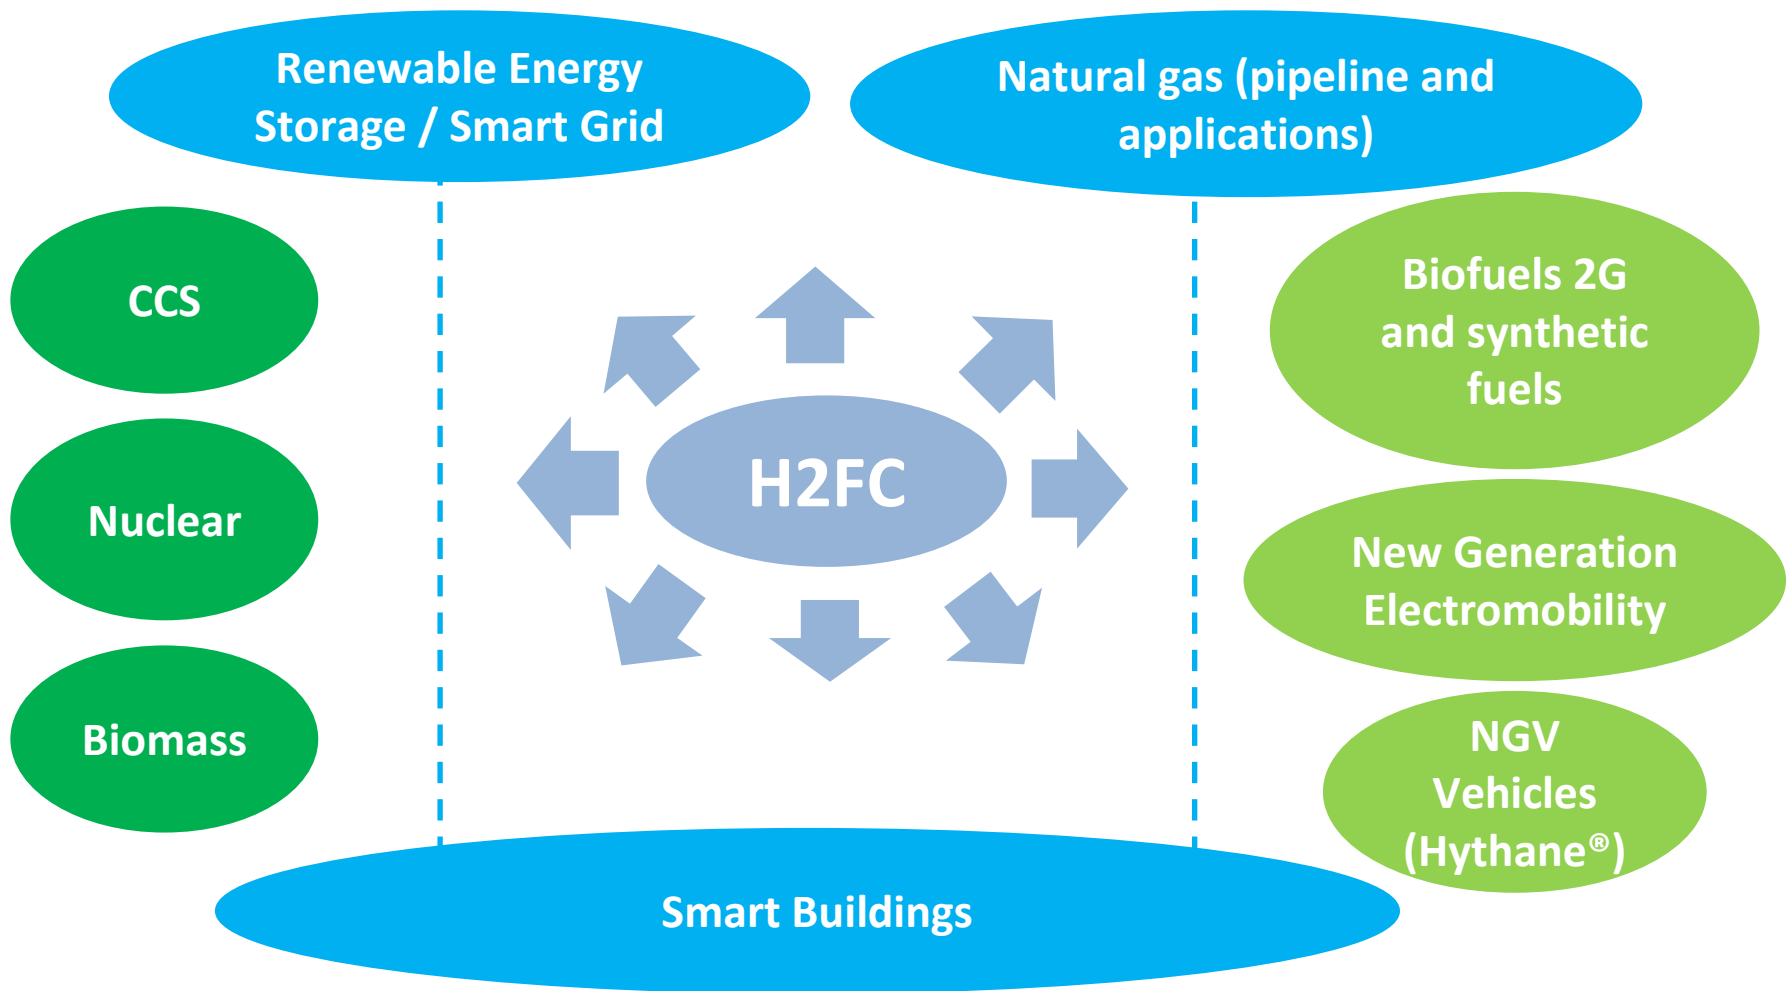 Renewable Energy
Storage / Smart Grid
Natural gas (pipeline and
applications)
CCS
Nuclear
Biomass
H2FC
Biofuels 2G
and synthetic
fuels
New Generation
Electromobility
NGV
Vehicles
(Hythane®)
Smart Buildings